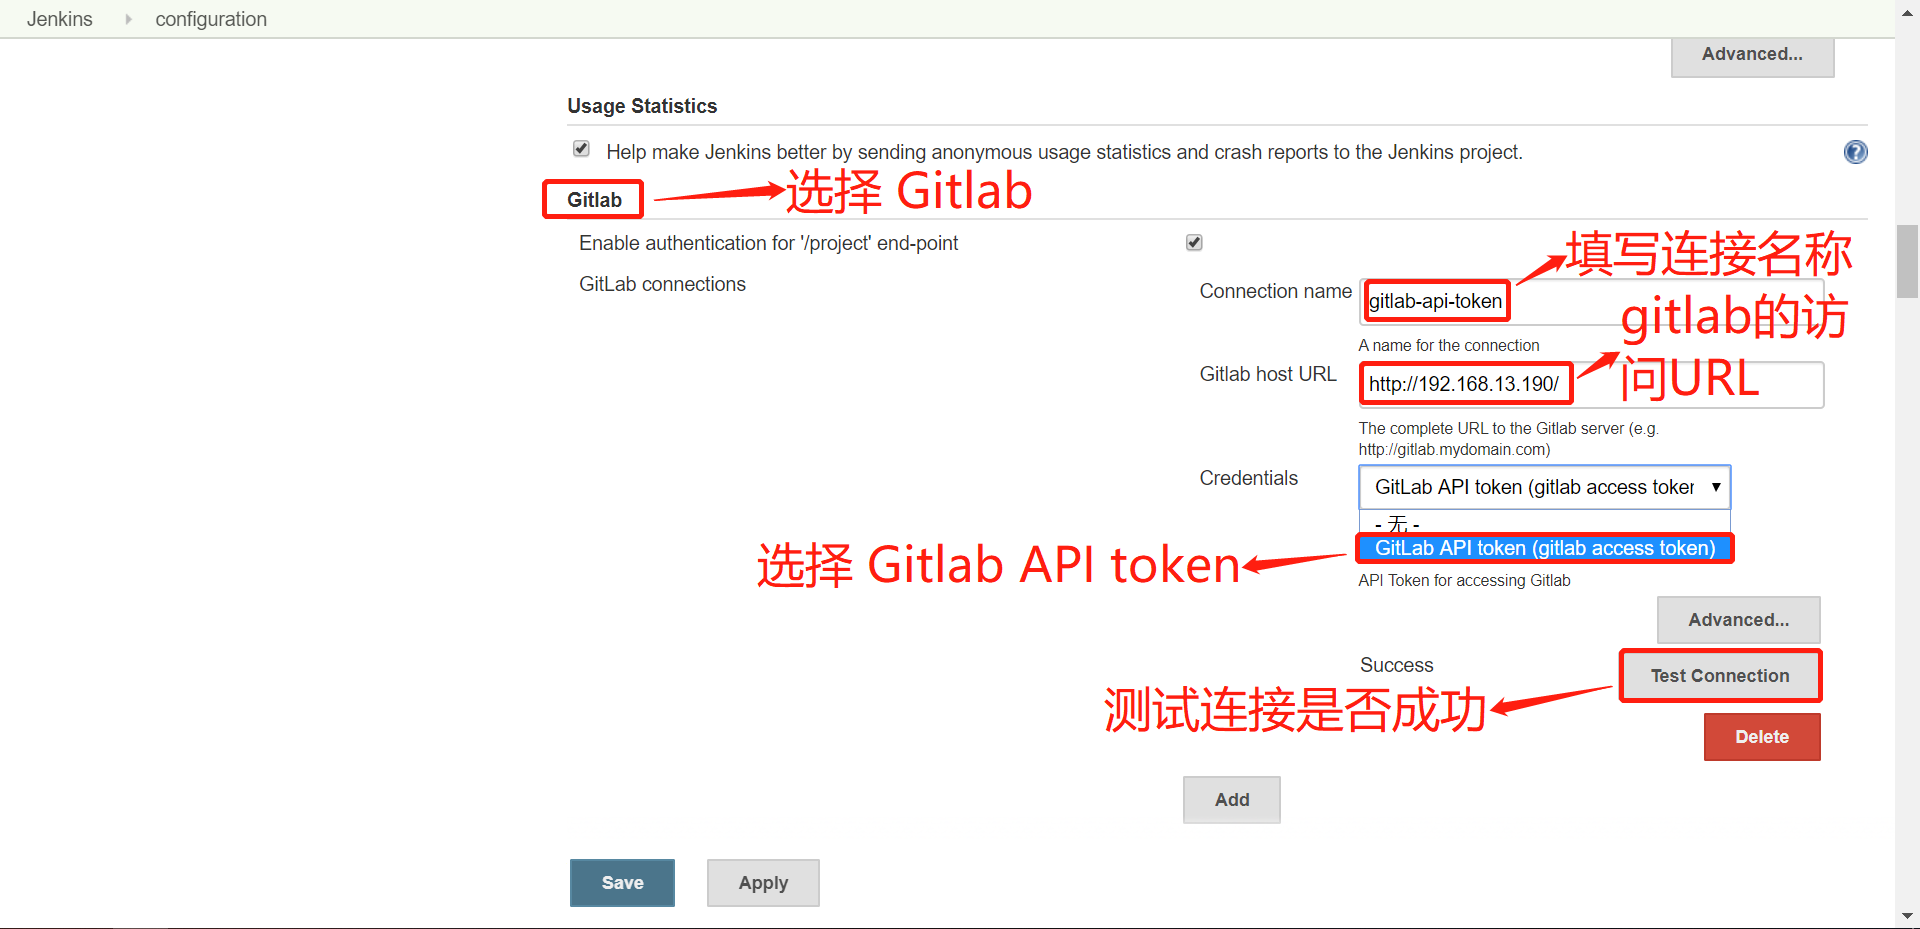 Jenkins configuration
Advanced...
Usage Statistics
Help make Jenkins better by sending anonymous usage statistics and crash reports to the Jenkins project.
Gitlab
选择 Gitlab
Enable authentication for '/project' end-point
GitLab connections
填写连接名称
Connection name
gitlab-api-token
A name for the connection
gitlab的访
问URL
Gitlab host URL
http://192.168.13.190/
The complete URL to the Gitlab server (e.g.
http://gitlab.mydomain.com)
Credentials
GitLab API token (gitlab access token
- 无 -
GitLab API token (gitlab access token)
选择 Gitlab API token
API Token for accessing Gitlab
Advanced...
Success
Test Connection
测试连接是否成功
Delete
Add
Save
Apply